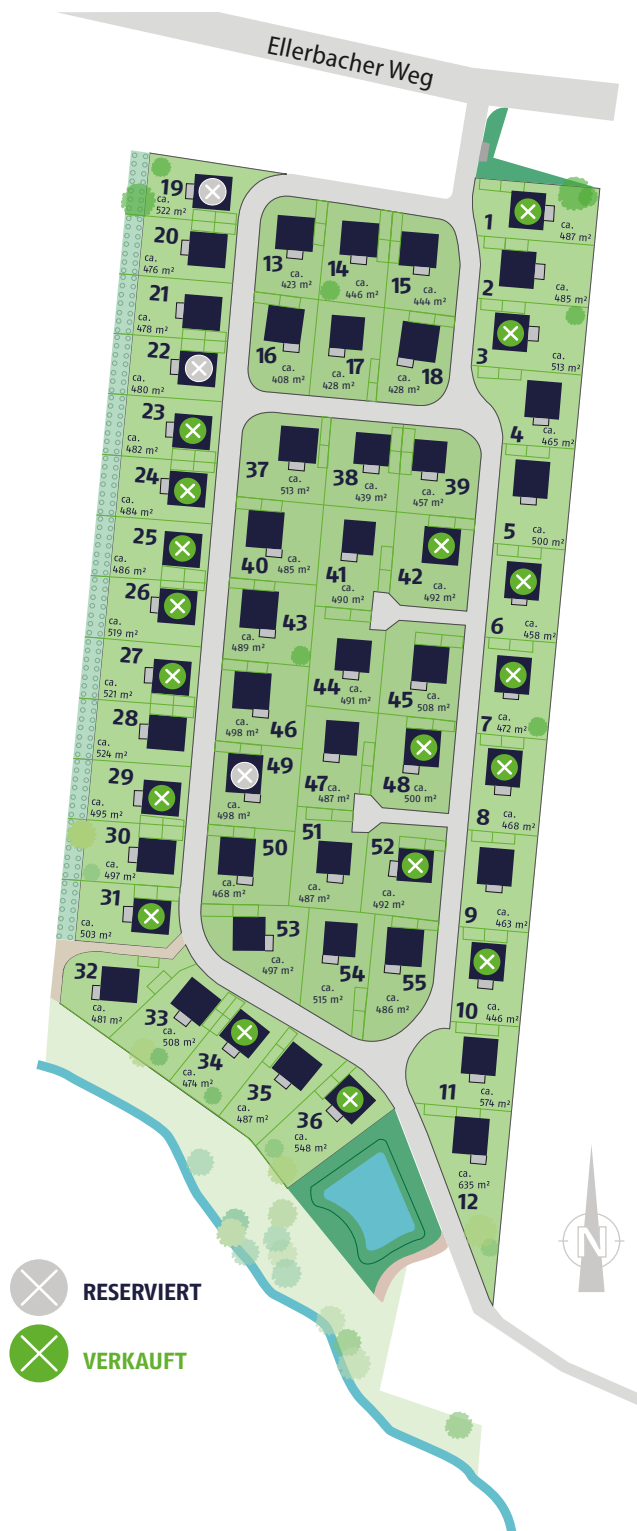 Ellerbacher Weg
19
ca.
522 m²
20
ca.
476 m²
21
ca.
478 m²
22
ca.
480 m²
23
ca.
482 m²
24
ca.
484 m²
25
ca.
486 m²
26
ca.
519 m²
27
ca.
521 m²
28
ca.
524 m²
29
ca.
495 m²
30
ca.
497 m²
31
ca.
503 m²
32
ca.
481 m²
33
ca.
508 m²
34
ca.
474 m²
35
ca.
487 m²
36
ca.
548 m²
13
ca.
423 m²
14
ca.
446 m²
15
ca.
444 m²
16
ca.
408 m²
17
ca.
428 m²
18
ca.
428 m²
37
ca.
513 m²
38
ca.
439 m²
39
ca.
457 m²
40
ca.
485 m²
41
ca.
490 m²
42
ca.
492 m²
43
ca.
489 m²
44
ca.
491 m²
45
ca.
508 m²
46
ca.
498 m²
47
ca.
487 m²
48
ca.
500 m²
49
ca.
498 m²
50
ca.
468 m²
51
ca.
487 m²
52
ca.
492 m²
53
ca.
497 m²
54
ca.
515 m²
55
ca.
486 m²
1
ca.
487 m²
2
ca.
485 m²
3
ca.
513 m²
4
ca.
465 m²
5
ca.
500 m²
6
ca.
458 m²
7
ca.
472 m²
8
ca.
468 m²
9
ca.
463 m²
10
ca.
446 m²
11
ca.
574 m²
12
ca.
635 m²
N
RESERVIERT
VERKAUFT